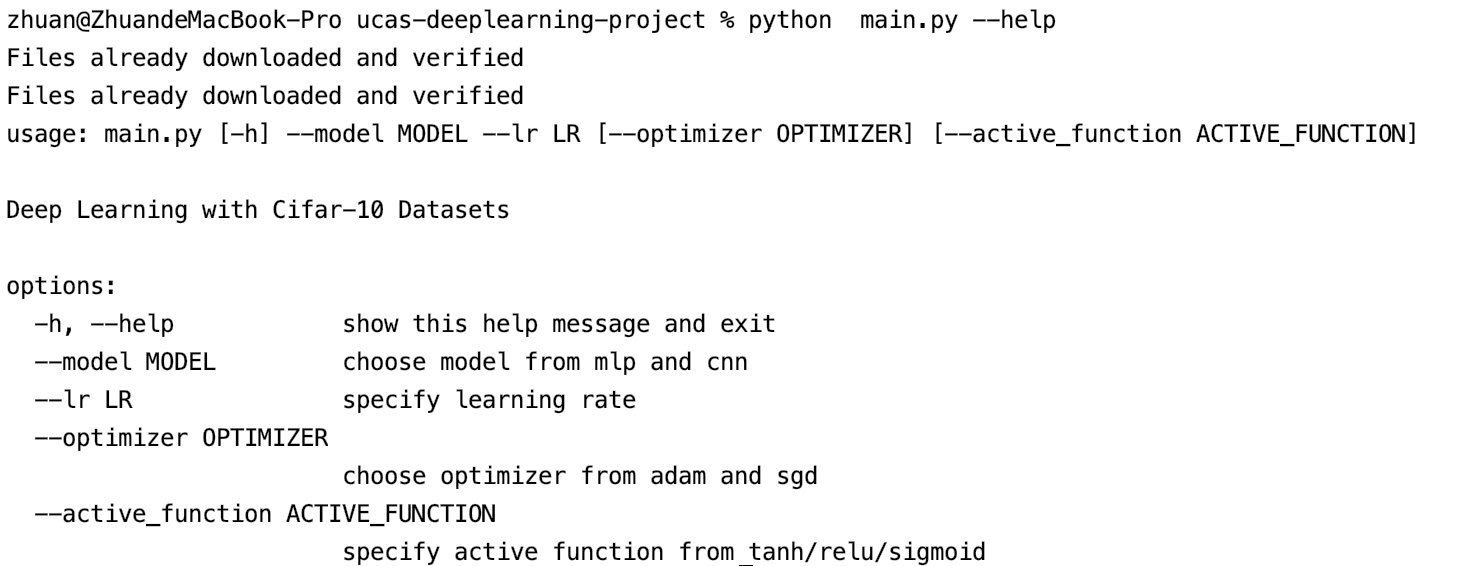 zhuan@ZhuandeMacBook-Pro ucas-deeplearning-project % python  main.py --help
Files already downloaded and verified
Files already downloaded and verified
usage: main.py [-h] --model MODEL --lr LR [--optimizer OPTIMIZER] [--active_function ACTIVE_FUNCTION]

Deep Learning with Cifar-10 Datasets

options:
  -h, --help            show this help message and exit
  --model MODEL         choose model from mlp and cnn
  --lr LR               specify learning rate
  --optimizer OPTIMIZER
                        choose optimizer from adam and sgd
  --active_function ACTIVE_FUNCTION
                        specify active function from_tanh/relu/sigmoid